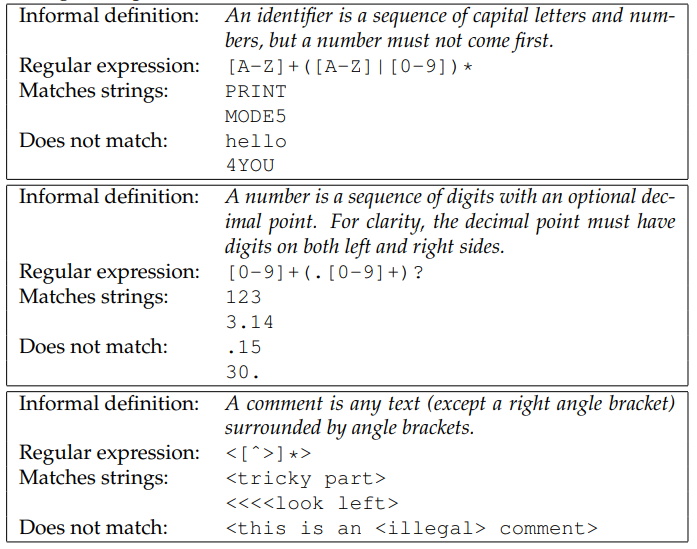 Informal definition: An identifier is a sequence of capital letters and num-
bers, but a number must not come first.
Regular expression: [A-Z]+([A-Z]|[0-9])*
Matches strings: PRINT
MODE5
Does not match: hello
4YOU
Informal definition: A number is a sequence of digits with an optional dec-
imal point. For clarity, the decimal point must have
digits on both left and right sides.
Regular expression: [0-9]+(.[0-9]+)?
Matches strings: 123
3.14
Does not match: .15
30.
Informal definition: A comment is any text (except a right angle bracket)
surrounded by angle brackets.
Regular expression: <[ˆ>]*>
Matches strings: <tricky part>
<<<<look left>
Does not match: <this is an <illegal> comment>